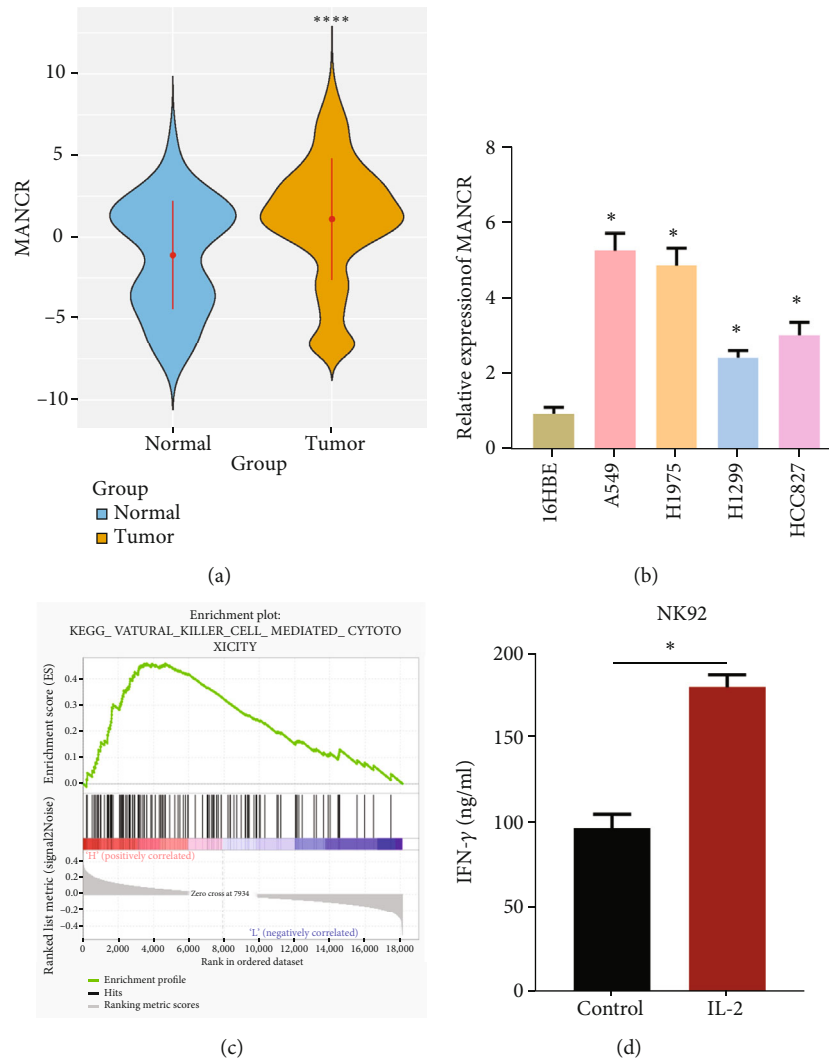 ****
10
5
0
−5
−10
MANCR
Normal
Tumor
Group
Group
Normal
Tumor
(a)
8
6
4
2
0
Relative expressionof MANCR
*
*
*
*
16HBE
A549
H1975
H1299
HCC827
(b)
Enrichment plot:
KEGG_ VATURAL_KILLER_CELL_ MEDIATED_ CYTOTO
XICITY
Enrichment score (ES)
0.4
0.3
0.2
0.1
0.0
Ranked list metric (signal2Noise)
'H' (positively correlated)
0.4
0.2
0.0
−0.2
−0.4
Zero cross at 7934
'L' (negatively correlated)
0 2,000 4,000 6,000 8,000 10,000 12,000 14,000 16,000 18,000
Rank in ordered dataset
Enrichment profile
Hits
Ranking metric scores
(c)
NK92
*
200
150
100
50
0
IFN-γ (ng/ml)
Control
IL-2
(d)